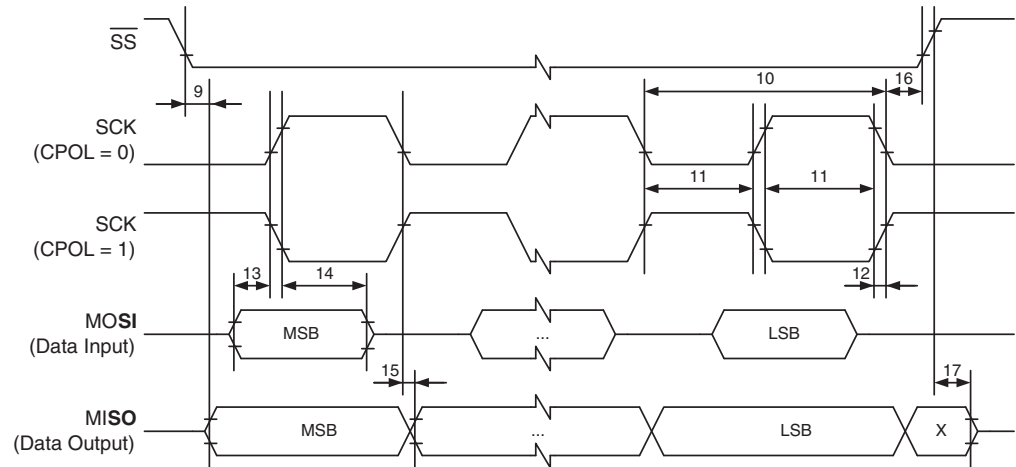 SS
10
16
9
SCK
(CPOL = 0)
11
11
SCK
(CPOL = 1)
13
14
12
MOSI
(Data Input)
MSB
...
LSB
15
17
MISO
(Data Output)
MSB
...
LSB
X